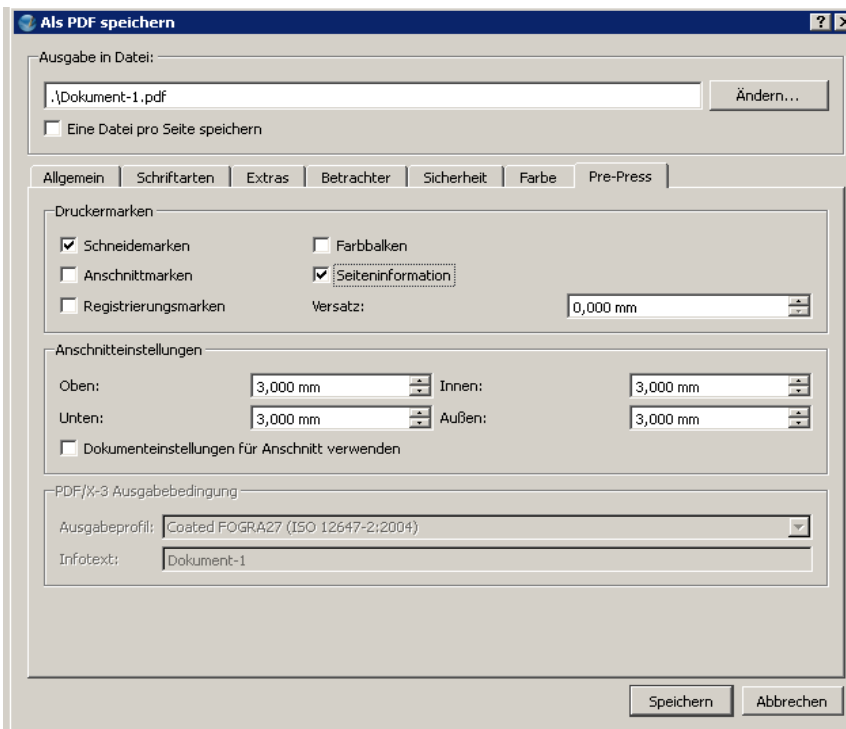 Als PDF speichern
Ausgabe in Datei:
.\Dokument-1.pdf Ändern...
Eine Datei pro Seite speichern
Allgemein Schriftarten Extras Betrachter Sicherheit Farbe Pre-Press
Druckermarken
Schneidemarken Farbbalken
Anschnittmarken Seiteninformation
Registrierungsmarken Versatz: 0,000 mm
Anschnitteinstellungen
Oben: 3,000 mm Innen: 3,000 mm
Unten: 3,000 mm Außen: 3,000 mm
Dokumenteinstellungen für Anschnitt verwenden
PDF/X-3 Ausgabebedingung
Ausgabeprofil: Coated FOGRA27 (ISO 12647-2:2004)
Infotext: Dokument-1
Speichern Abbrechen